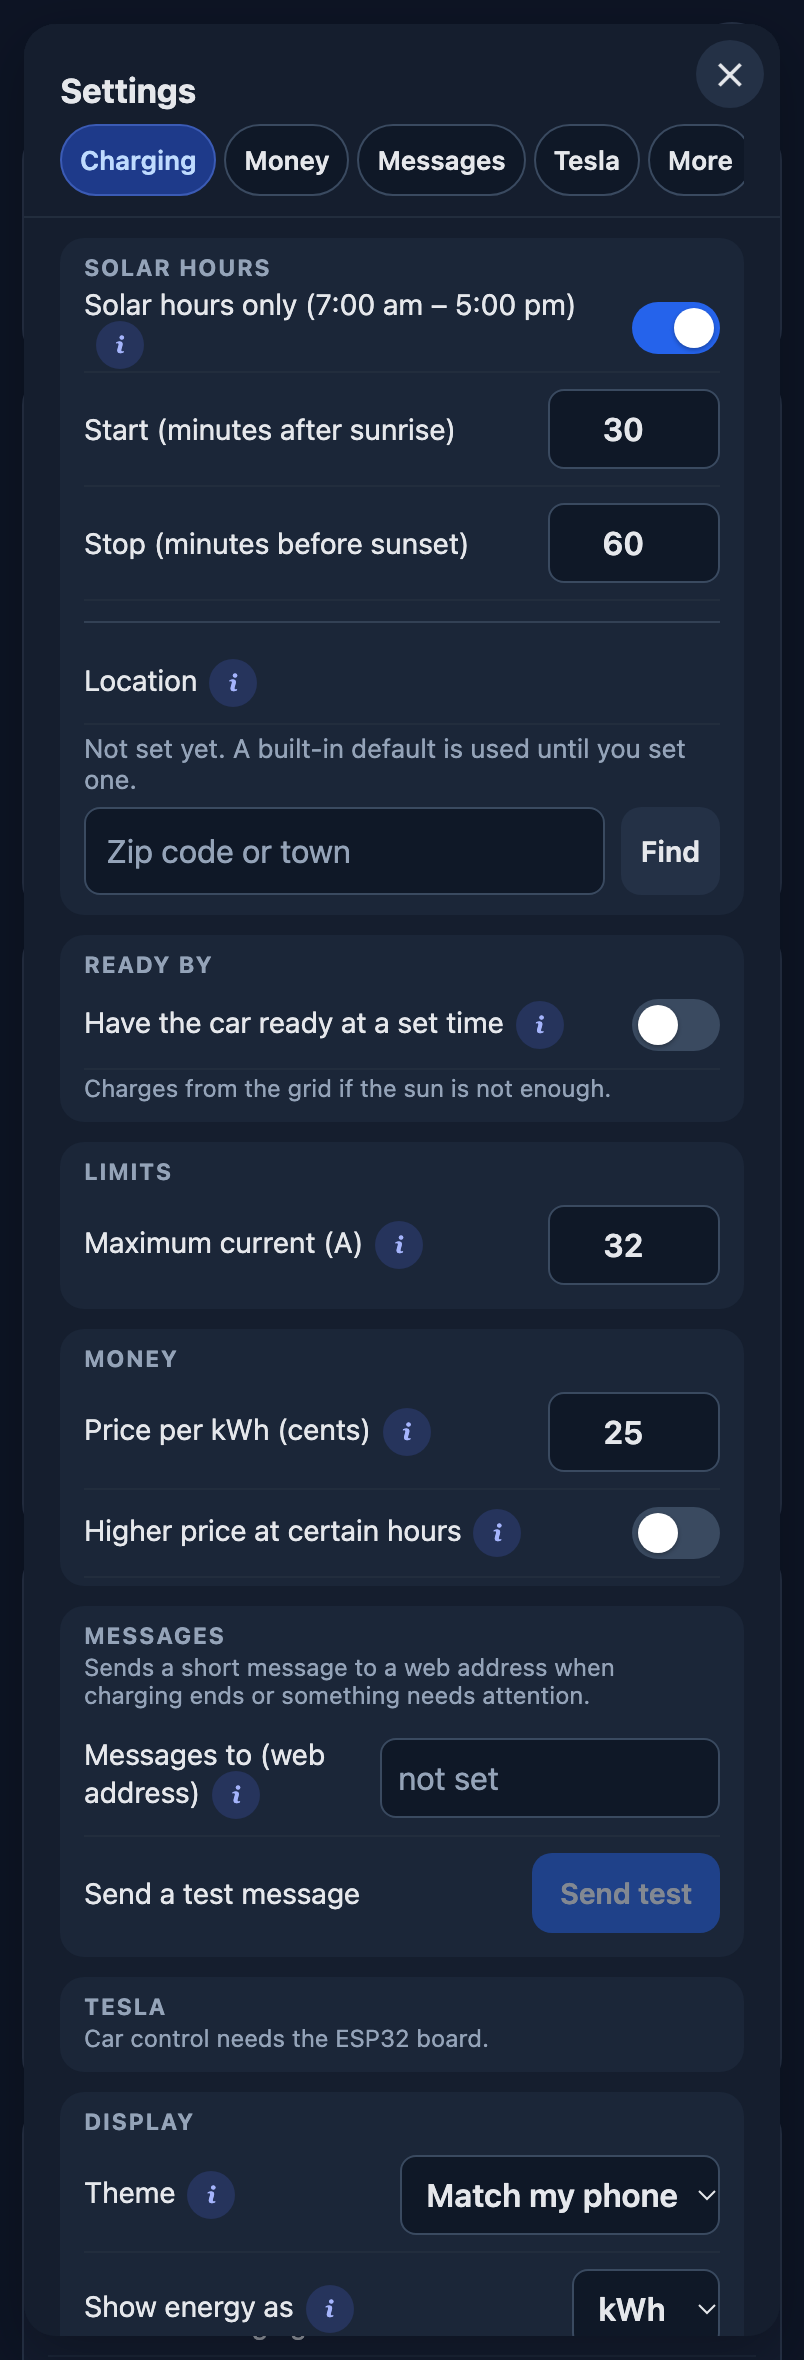 Settings
Charging Money Messages Tesla More
SOLAR HOURS
Solar hours only (7:00 am – 5:00 pm)
i
Start (minutes after sunrise) 30
Stop (minutes before sunset) 60
Location i
Not set yet. A built-in default is used until you set
one.
Zip code or town Find
READY BY
Have the car ready at a set time i
Charges from the grid if the sun is not enough.
LIMITS
Maximum current (A) i 32
MONEY
Price per kWh (cents) i 25
Higher price at certain hours i
MESSAGES
Sends a short message to a web address when
charging ends or something needs attention.
Messages to (web
address) i not set
Send a test message Send test
TESLA
Car control needs the ESP32 board.
DISPLAY
Theme i Match my phone
Show energy as i kWh